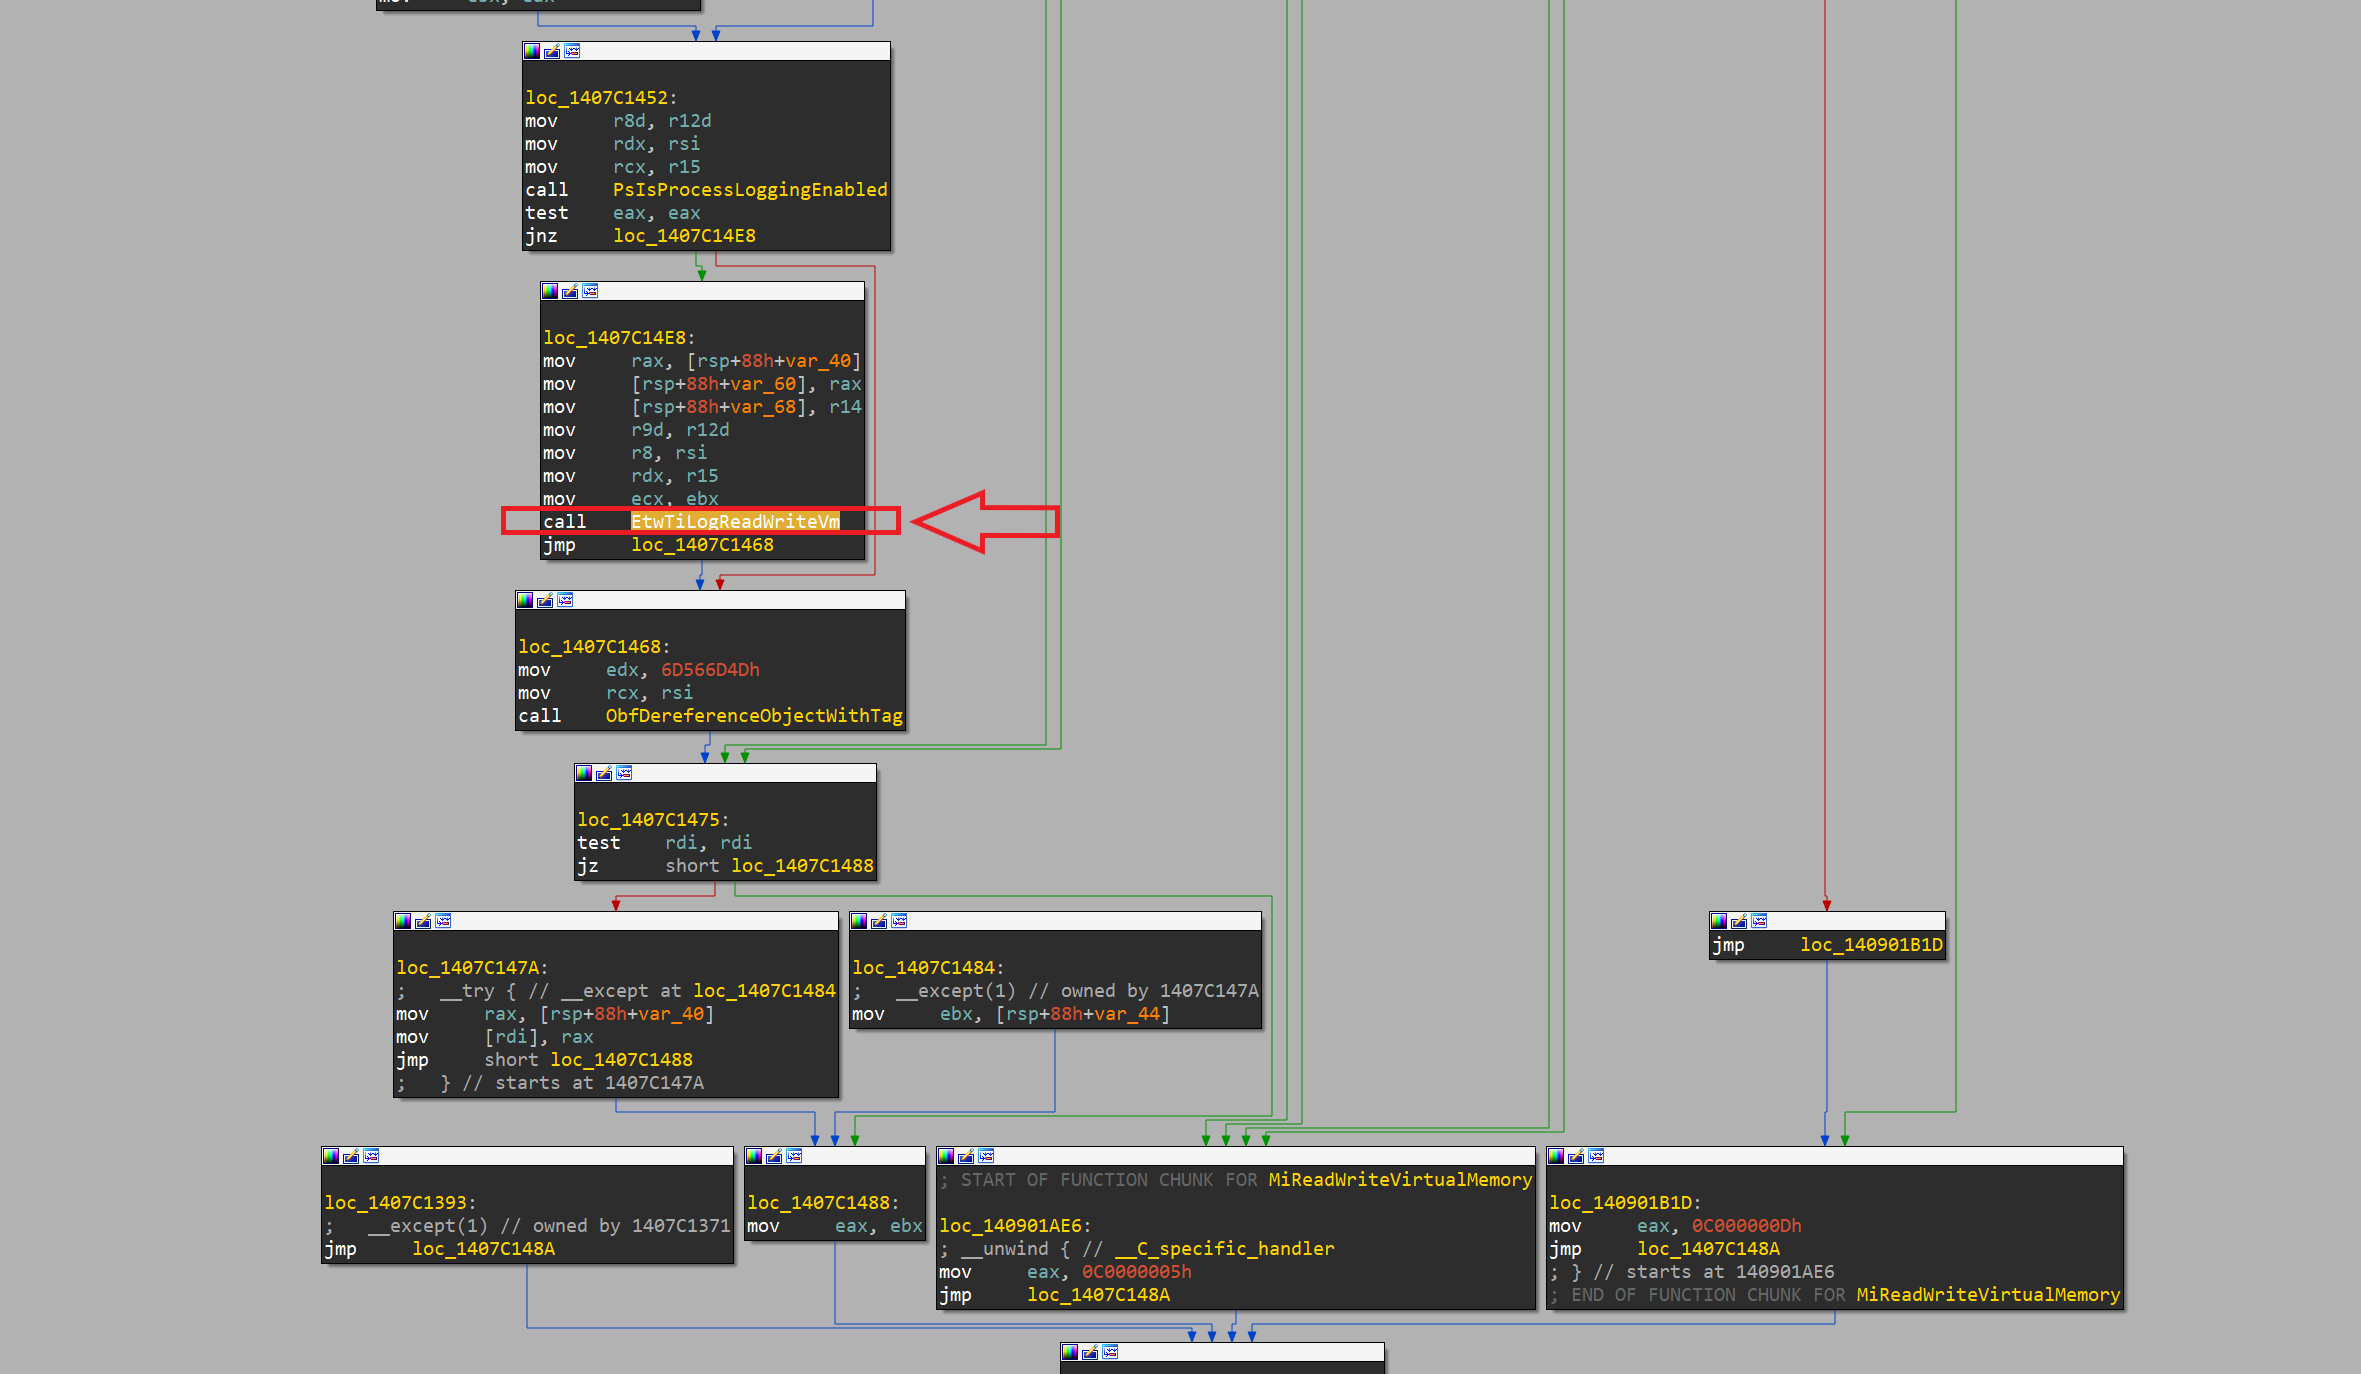 loc_1407C1452:
mov r8d, r12d
mov rdx, rsi
mov rcx, r15
call PsIsProcessLoggingEnabled
test eax, eax
jnz loc_1407C14E8
loc_1407C14E8:
mov rax, [rsp+88h+var_40]
mov [rsp+88h+var_60], rax
mov [rsp+88h+var_68], r14
mov r9d, r12d
mov r8, rsi
mov rdx, r15
mov ecx, ebx
call EtwTiLogReadWriteVm
jmp loc_1407C1468
loc_1407C1468:
mov edx, 6D566D4Dh
mov rcx, rsi
call ObfDereferenceObjectWithTag
loc_1407C1475:
test rdi, rdi
jz short loc_1407C1488
loc_1407C147A:
; __try { // __except at loc_1407C1484
mov rax, [rsp+88h+var_40]
mov [rdi], rax
jmp short loc_1407C1488
; } // starts at 1407C147A
loc_1407C1484:
; __except(1) // owned by 1407C147A
mov ebx, [rsp+88h+var_44]
jmp loc_140901B1D
loc_1407C1393:
; __except(1) // owned by 1407C1371
jmp loc_1407C148A
loc_1407C1488:
mov eax, ebx
; START OF FUNCTION CHUNK FOR MiReadWriteVirtualMemory
loc_140901AE6:
; __unwind { // __C_specific_handler
mov eax, 0C0000005h
jmp loc_1407C148A
loc_140901B1D:
mov eax, 0C000000Dh
jmp loc_1407C148A
; } // starts at 140901AE6
; END OF FUNCTION CHUNK FOR MiReadWriteVirtualMemory